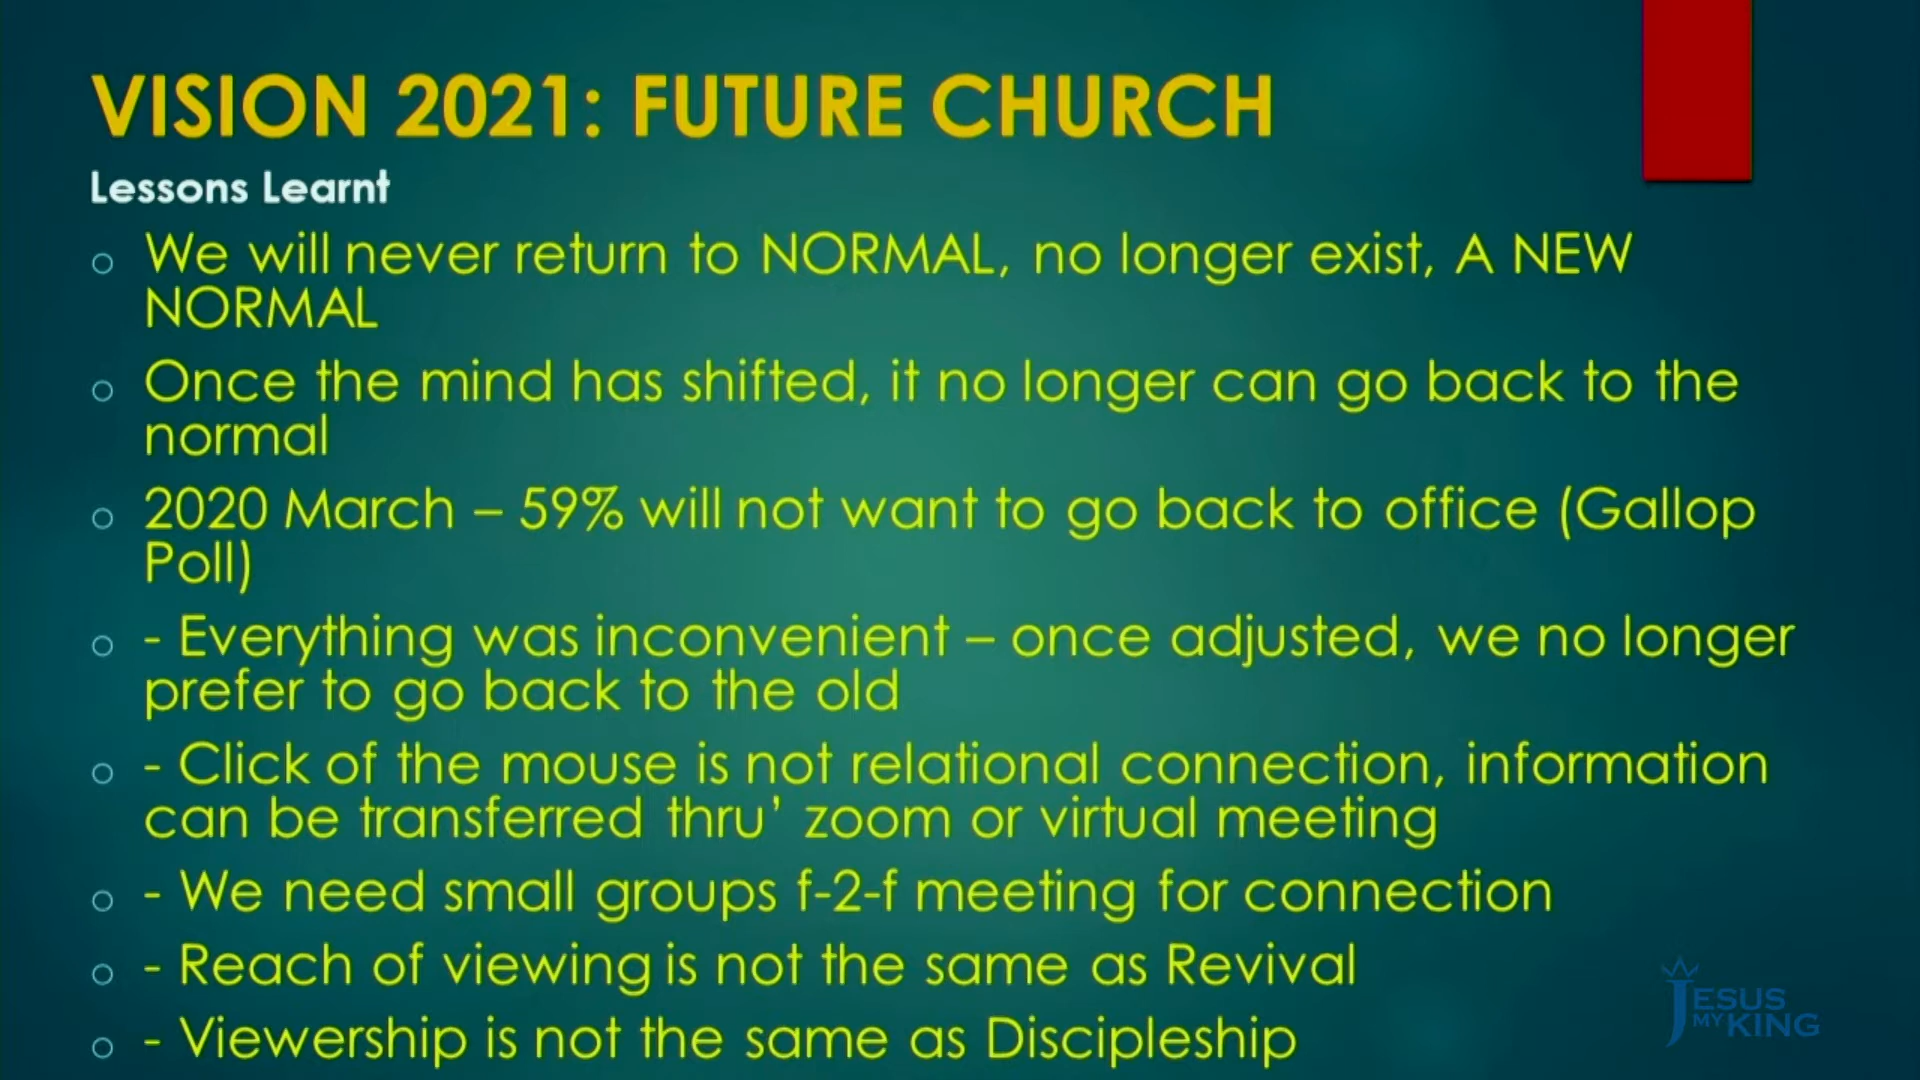 VISION 2021: FUTURE CHURCH
Lessons Learnt
o We will never return to NORMAL, no longer exist, A NEW
NORMAL
o Once the mind has shifted, it no longer can go back to the
normal
o 2020 March – 59% will not want to go back to office (Gallop
Poll)
o - Everything was inconvenient – once adjusted, we no longer
prefer to go back to the old
o - Click of the mouse is not relational connection, information
can be transferred thru’ zoom or virtual meeting
o - We need small groups f-2-f meeting for connection
o - Reach of viewing is not the same as Revival
o - Viewership is not the same as Discipleship
JESUS
MY KING